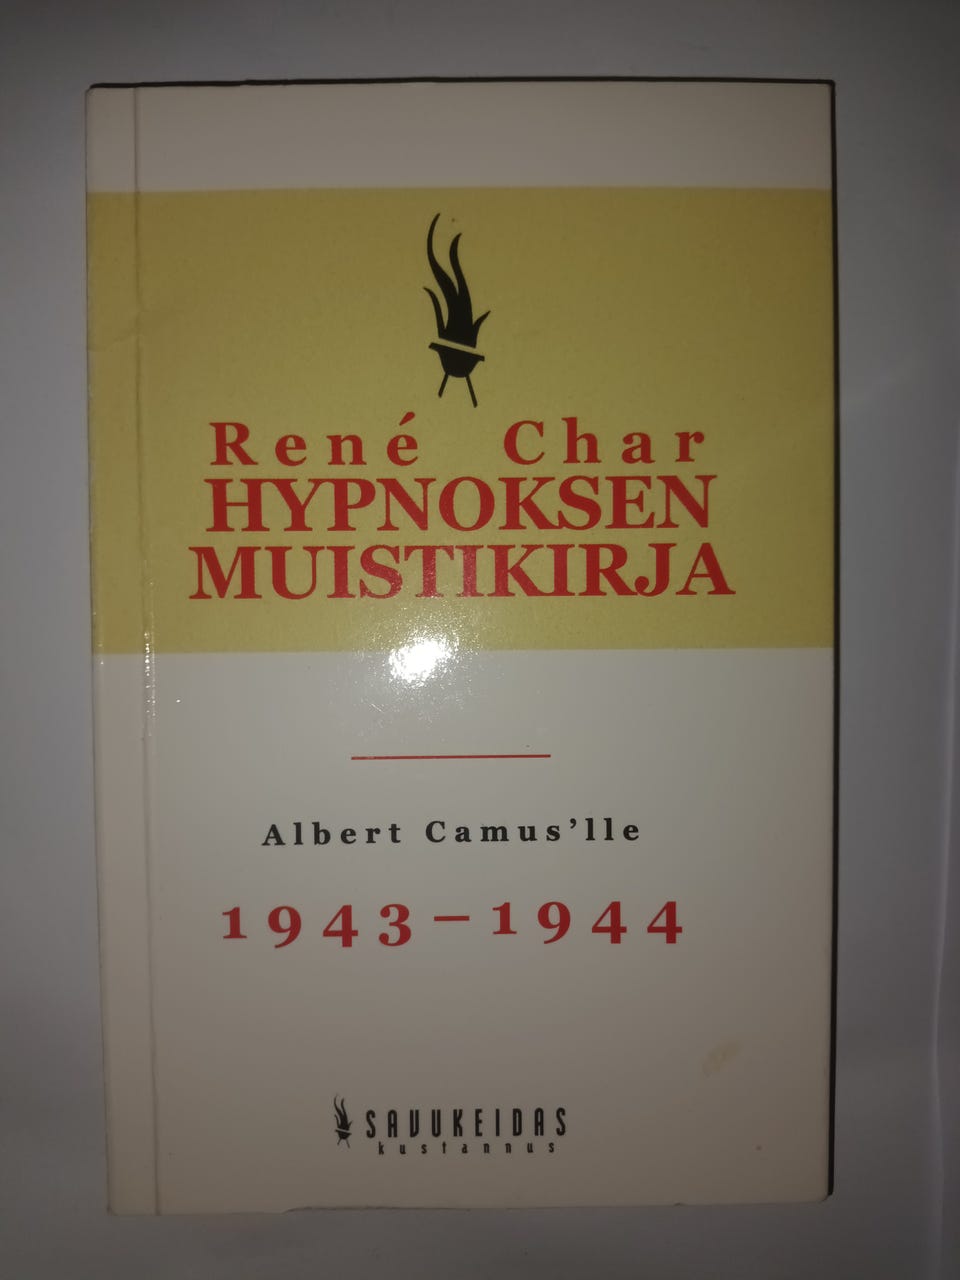 René Char
HYPNOKSEN
MUISTIKIRJA
Albert Camus’lle
1943–1944
SAVUKEIDAS
kustannus